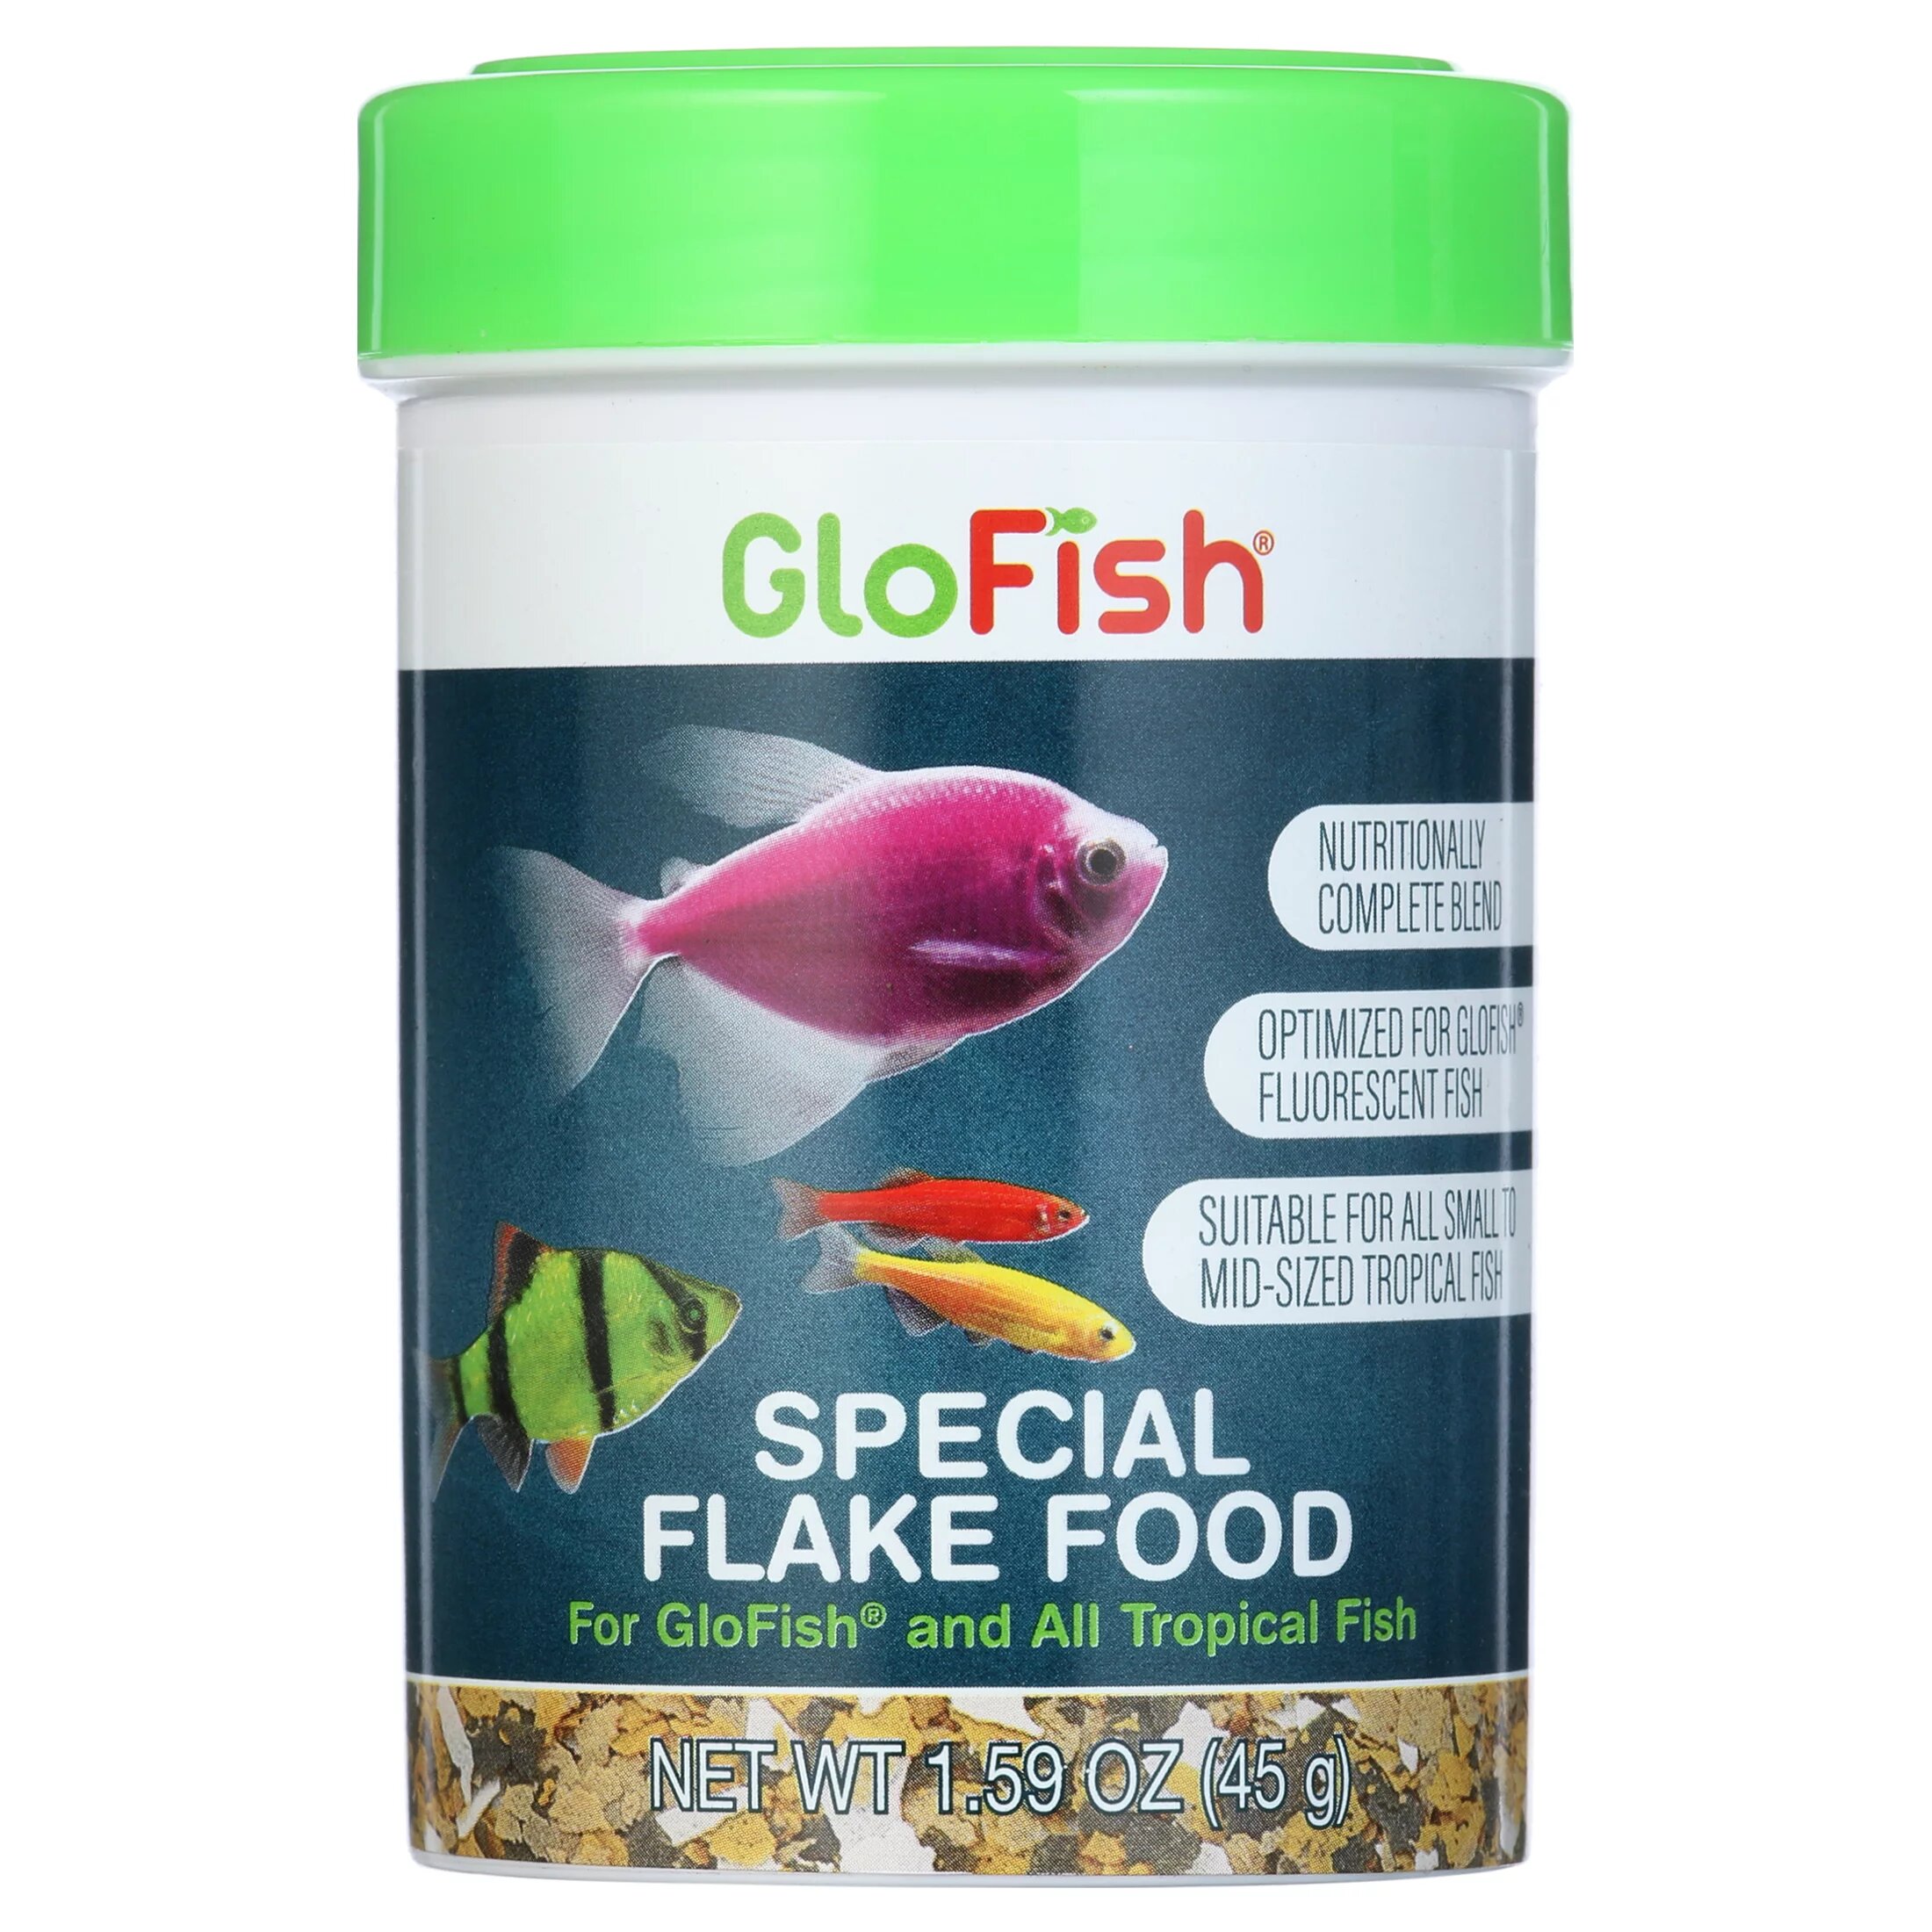 GloFish®
NUTRITIONALLY
COMPLETE BLEND
OPTIMIZED FOR GLOFISH®
FLUORESCENT FISH
SUITABLE FOR ALL SMALL TO
MID-SIZED TROPICAL FISH
SPECIAL
FLAKE FOOD
For GloFish® and All Tropical Fish
NET WT 1.59 OZ (45 g)